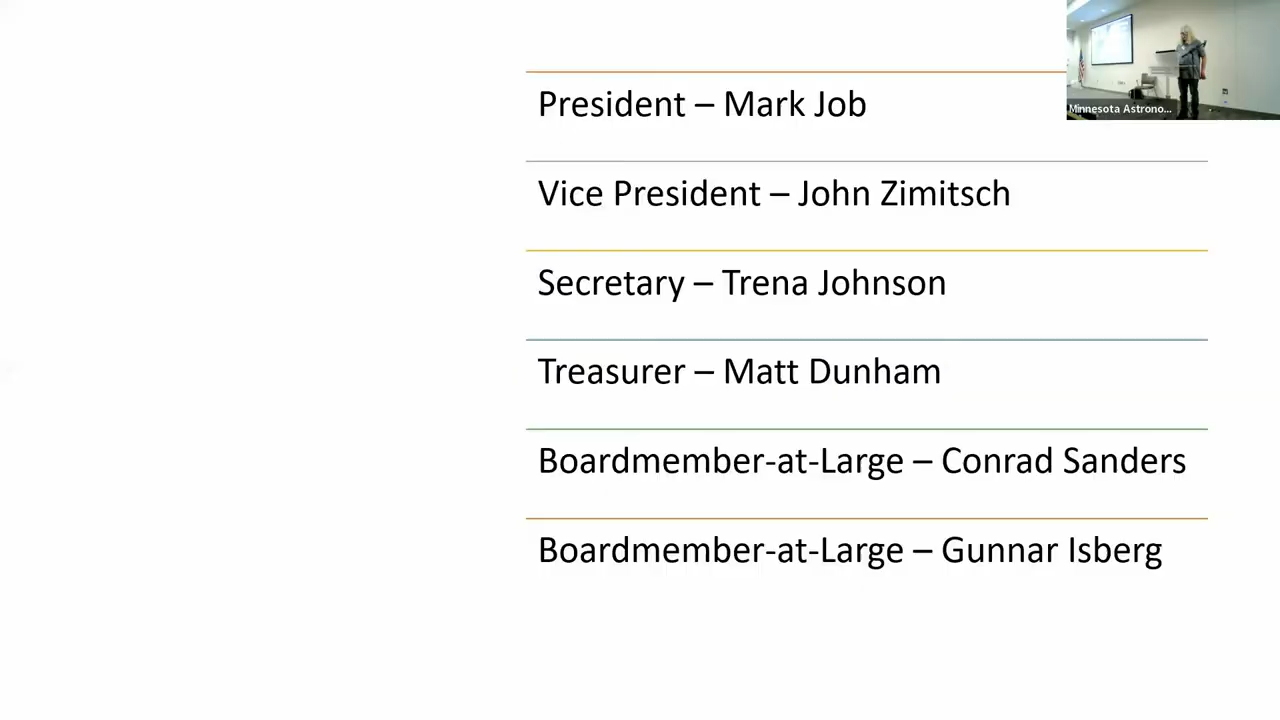 President – Mark Job
Minnesota Astrono...
Vice President – John Zimitsch
Secretary – Trena Johnson
Treasurer – Matt Dunham
Boardmember-at-Large – Conrad Sanders
Boardmember-at-Large – Gunnar Isberg